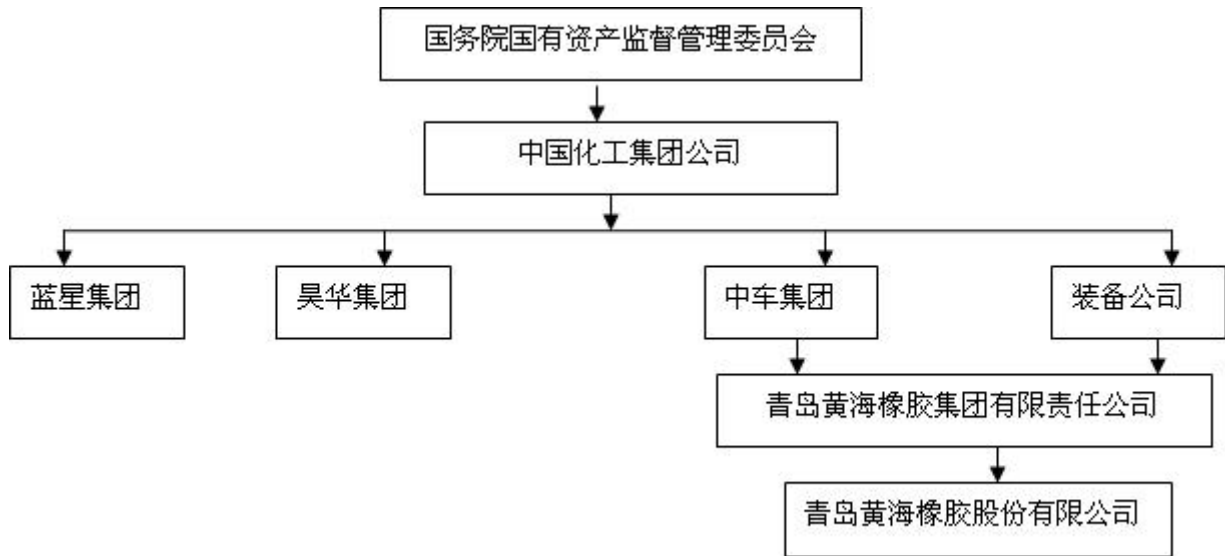 国务院国有资产监督管理委员会
中国化工集团公司
蓝星集团
昊华集团
中车集团
装备公司
青岛黄海橡胶集团有限责任公司
青岛黄海橡胶股份有限公司